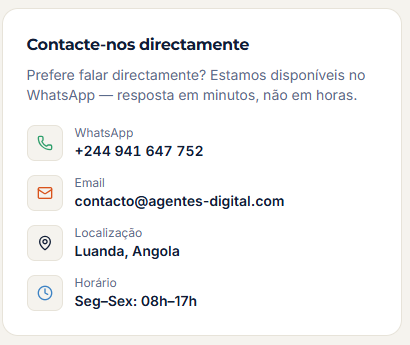 Contacte-nos directamente
Prefere falar directamente? Estamos disponíveis no
WhatsApp — resposta em minutos, não em horas.
WhatsApp
+244 941 647 752
Email
contacto@agentes-digital.com
Localização
Luanda, Angola
Horário
Seg–Sex: 08h–17h